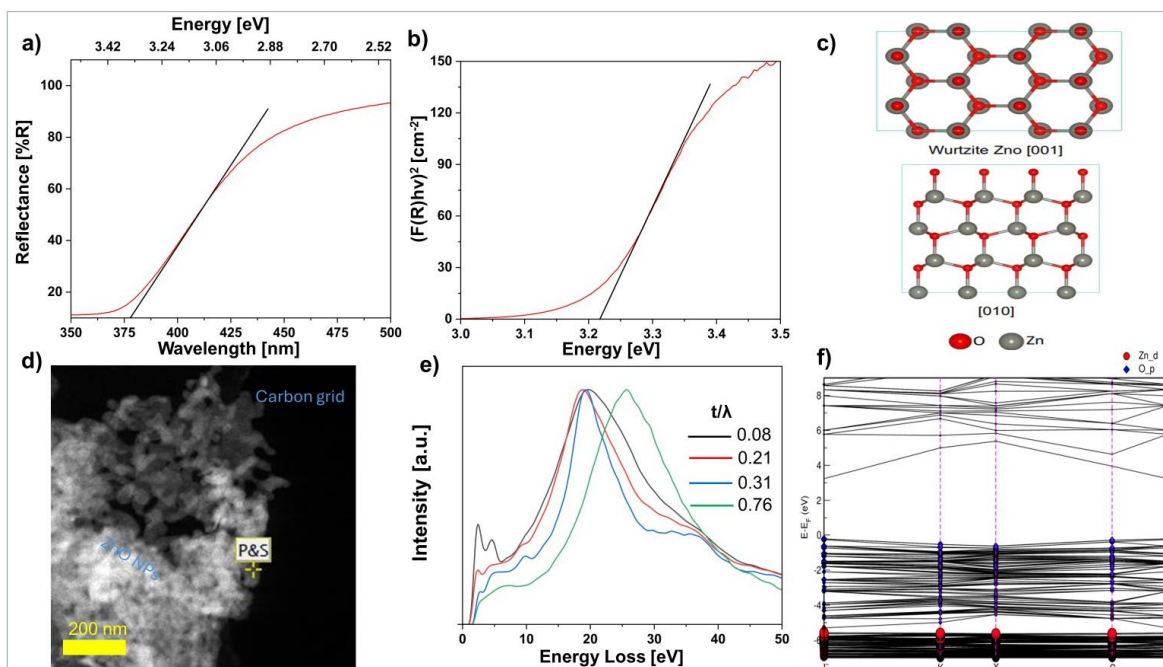 a)
Energy [eV]
3.42 3.24 3.06 2.88 2.70 2.52
100
80
60
40
20
Reflectance [%R]
350 375 400 425 450 475 500
Wavelength [nm]
b)
150
120
90
60
30
0
(F(R)hv)² [cm-²]
3.0 3.1 3.2 3.3 3.4 3.5
Energy [eV]
c)
Wurtzite Zno [001]
[010]
O Zn
d)
Carbon grid
ZnO NPs
P&S
200 nm
e)
Intensity [a.u.]
t/λ
0.08
0.21
0.31
0.76
0 10 20 30 40 50
Energy Loss [eV]
f)
Zn_d
O_p
8
6
4
2
0
-2
-4
E-E_F (eV)